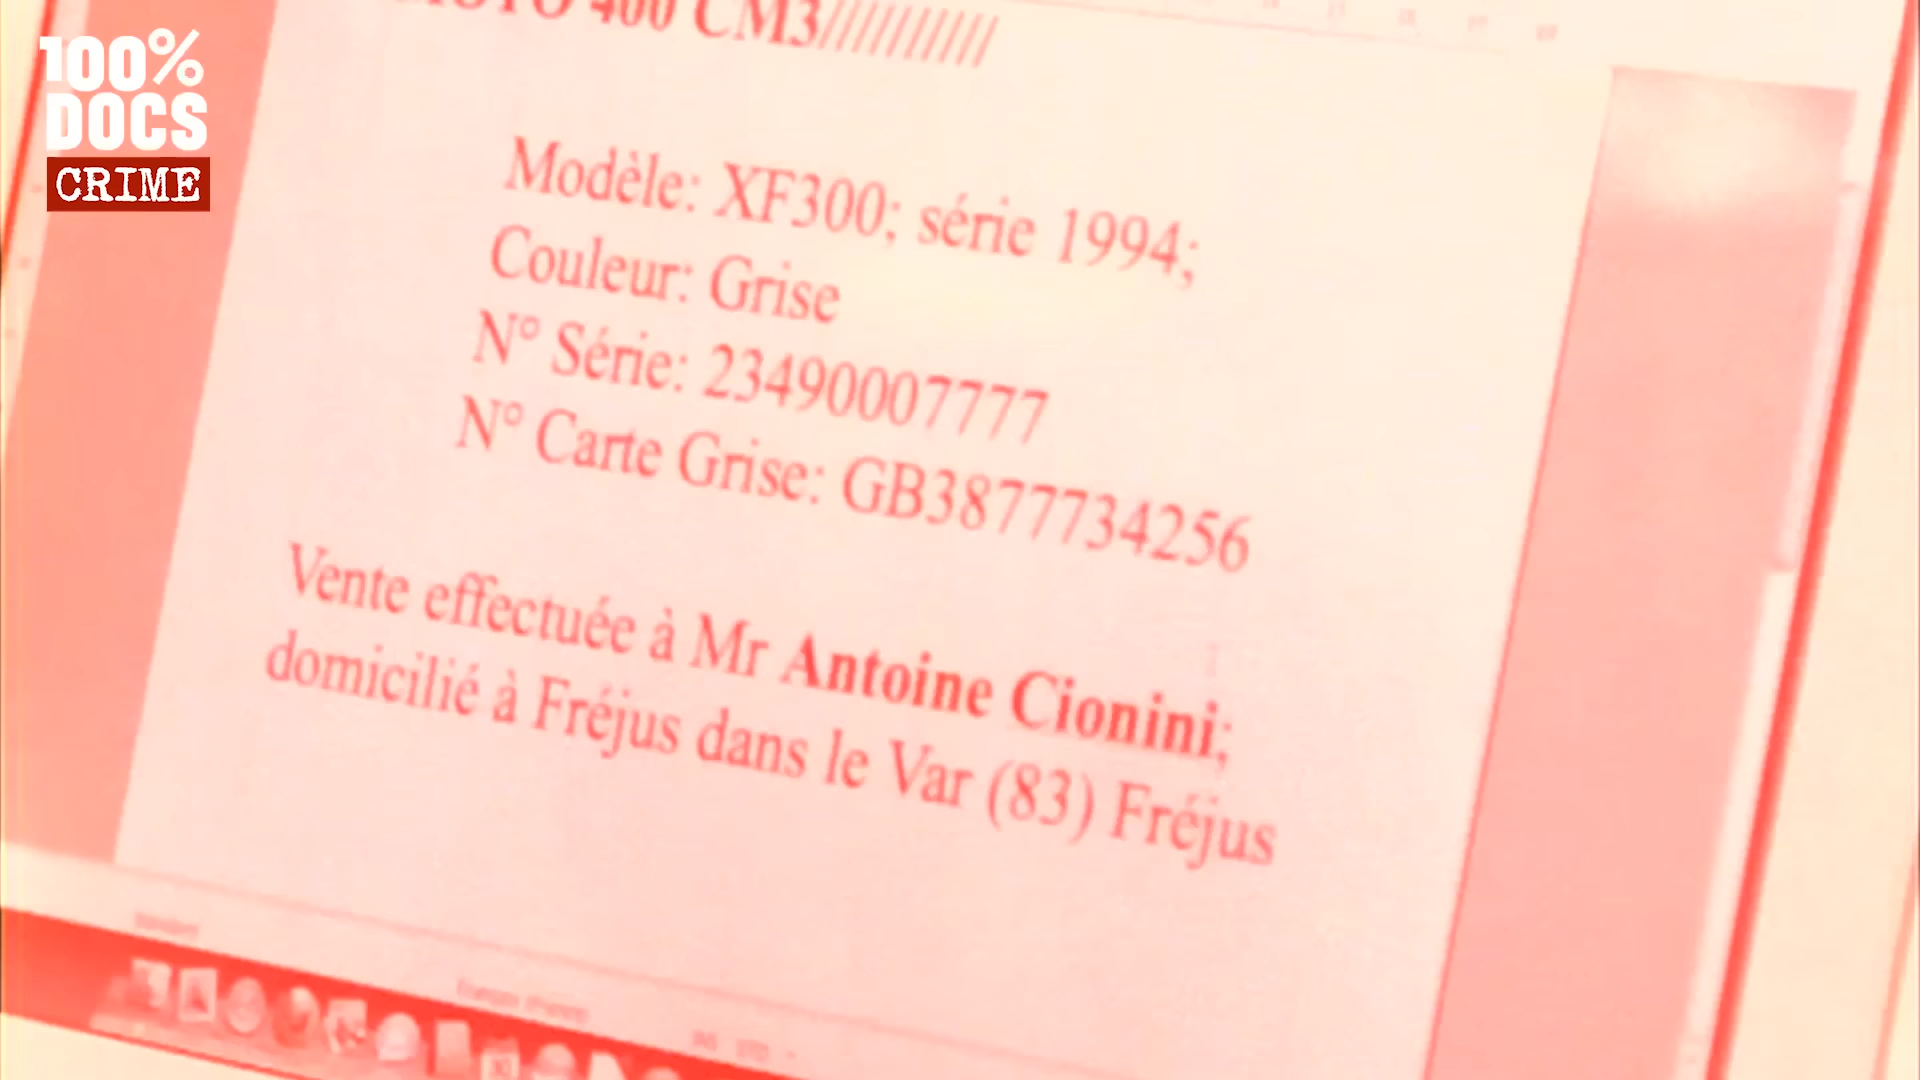 100%
DOCS
CRIME
400 CM3//////////
Modèle: XF300; série 1994;
Couleur: Grise
N° Série: 23490007777
N° Carte Grise: GB3877734256
Vente effectuée à Mr Antoine Cionini;
domicilié à Fréjus dans le Var (83) Fréjus